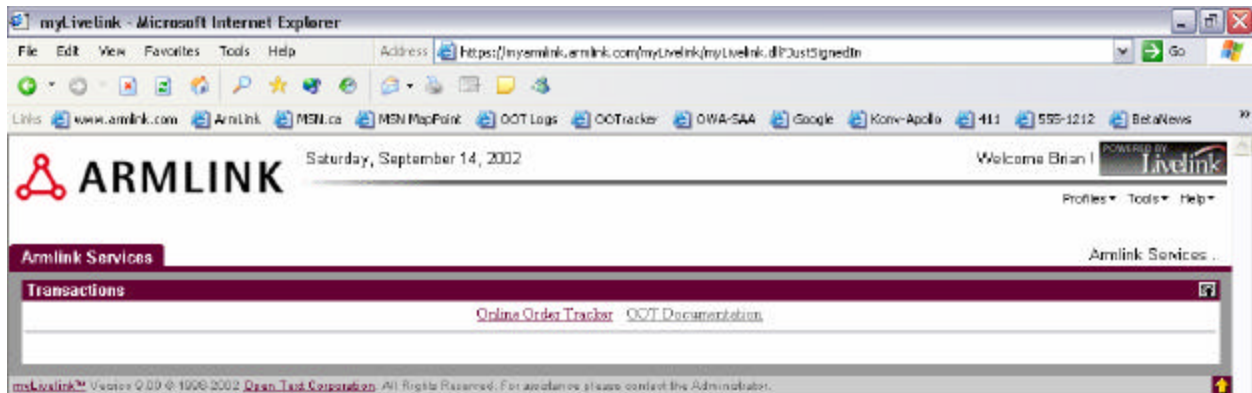 myLivelink - Microsoft Internet Explorer
File Edit View Favorites Tools Help Address https://myarmlink.armlink.com/myLivelink/myLivelink.dll?JustSignedIn Go
Links www.armlink.com ArmLink MSN.ca MSN MapPoint OOT Logs OOTracker OWA-SAA Google Konv-Apollo 411 555-1212 BetaNews »
ARMLINK Saturday, September 14, 2002 Welcome Brian ! POWERED BY Livelink
Profiles Tools Help
Armlink Services Armlink Services ..
Transactions
Online Order Tracker OOT Documentation
myLivelink™ Version 9.00 © 1998-2002 Open Text Corporation. All Rights Reserved. For assistance please contact the Administrator.